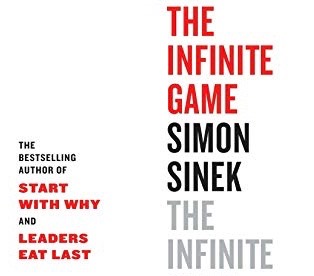 THE
INFINITE
GAME
SIMON
SINEK
THE
INFINITE
THE
BESTSELLING
AUTHOR OF
START
WITH WHY
AND
LEADERS
EAT LAST